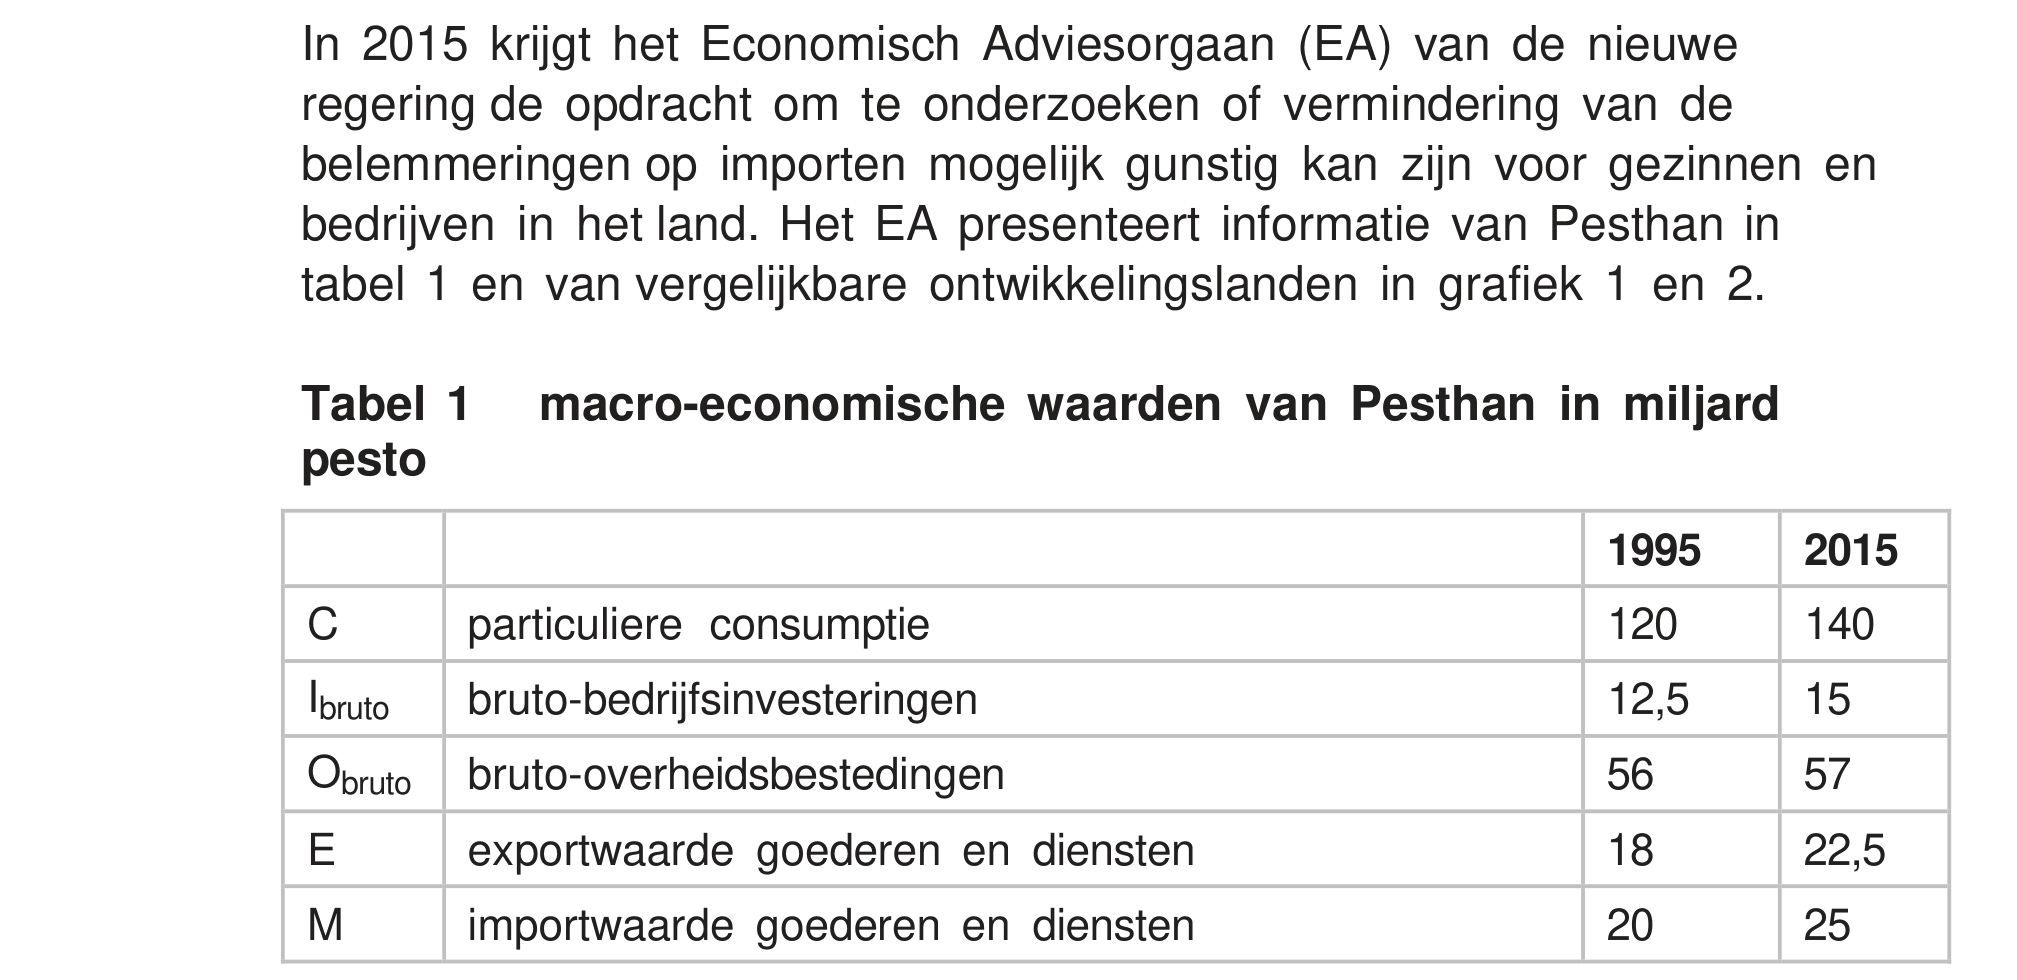 In 2015 krijgt het Economisch Adviesorgaan (EA) van de nieuwe
regering de opdracht om te onderzoeken of vermindering van de
belemmeringen op importen mogelijk gunstig kan zijn voor gezinnen en
bedrijven in het land. Het EA presenteert informatie van Pesthan in
tabel 1 en van vergelijkbare ontwikkelingslanden in grafiek 1 en 2.
Tabel 1 macro-economische waarden van Pesthan in miljard
pesto
1995 2015
C particuliere consumptie 120 140
Ibruto bruto-bedrijfsinvesteringen 12,5 15
Obruto bruto-overheidsbestedingen 56 57
E exportwaarde goederen en diensten 18 22,5
M importwaarde goederen en diensten 20 25